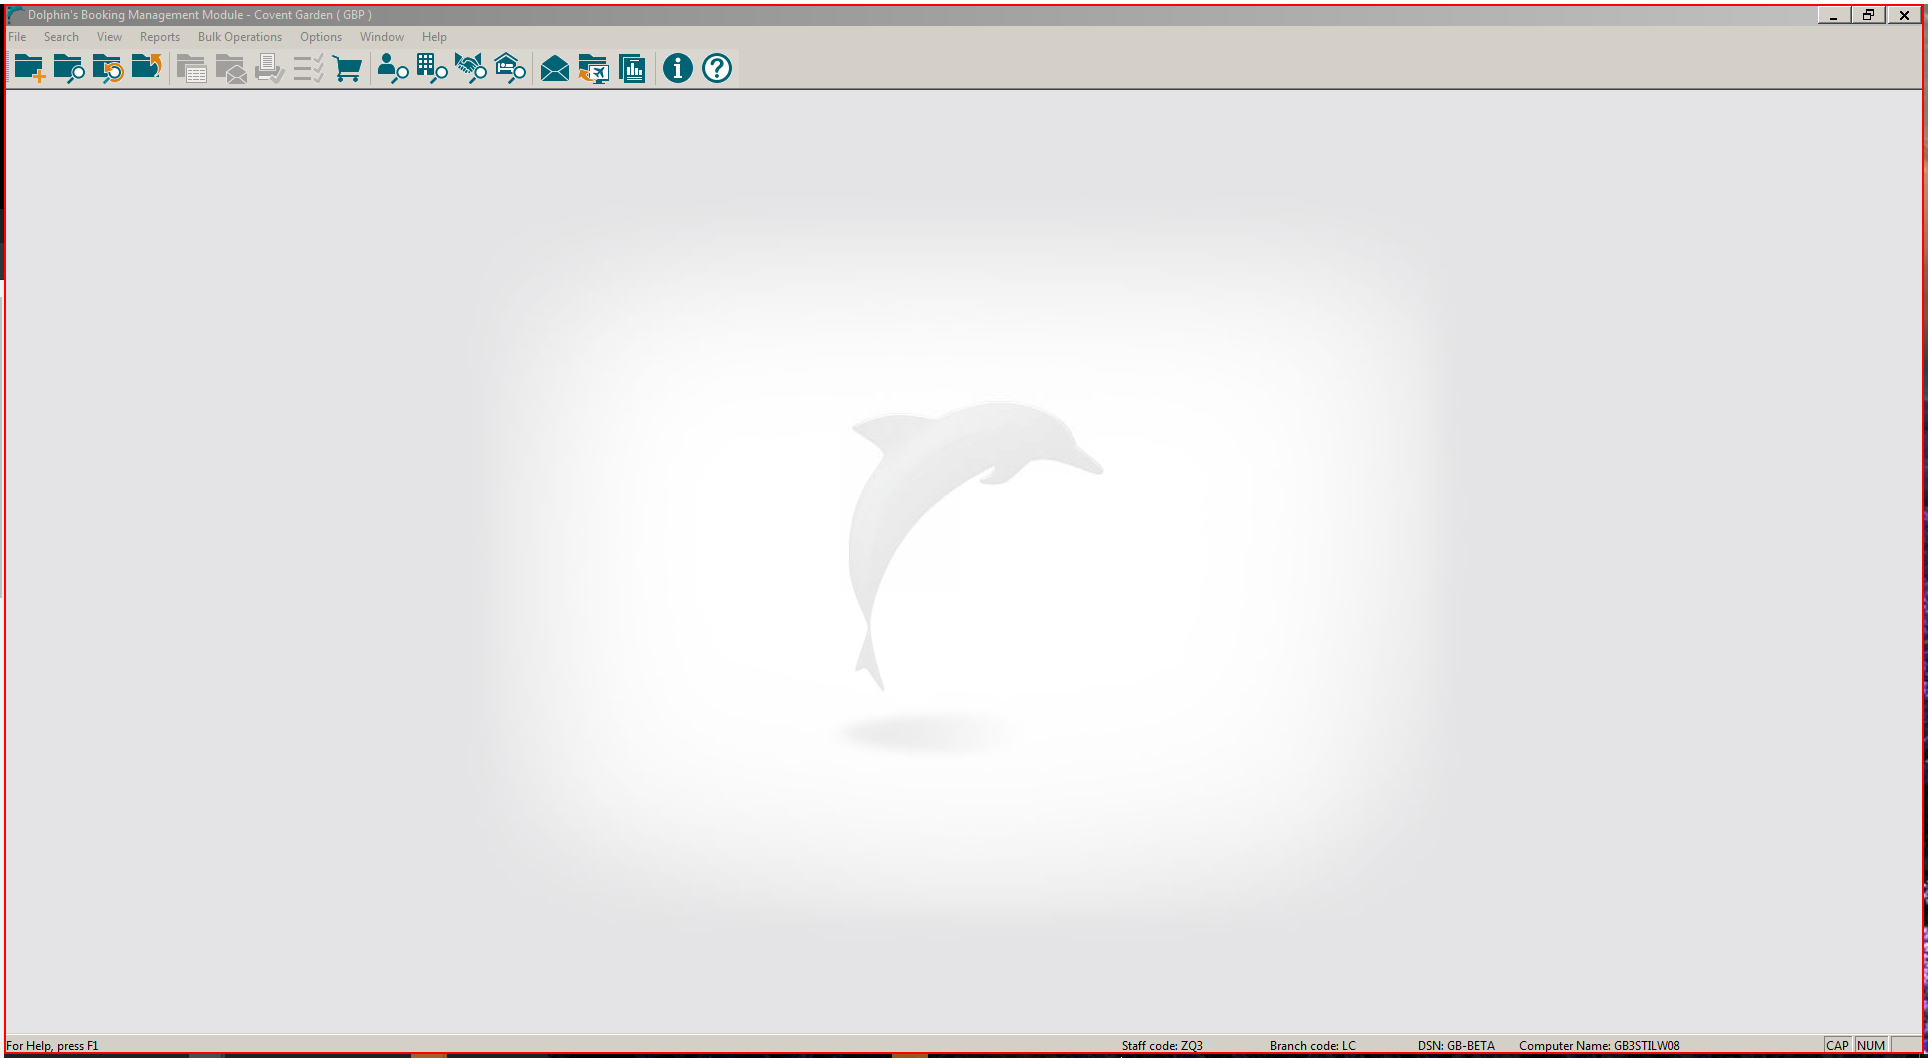 Dolphin's Booking Management Module - Covent Garden ( GBP )
File Search View Reports Bulk Operations Options Window Help
For Help, press F1 Staff code: ZQ3 Branch code: LC DSN: GB-BETA Computer Name: GB3STILW08 CAP NUM